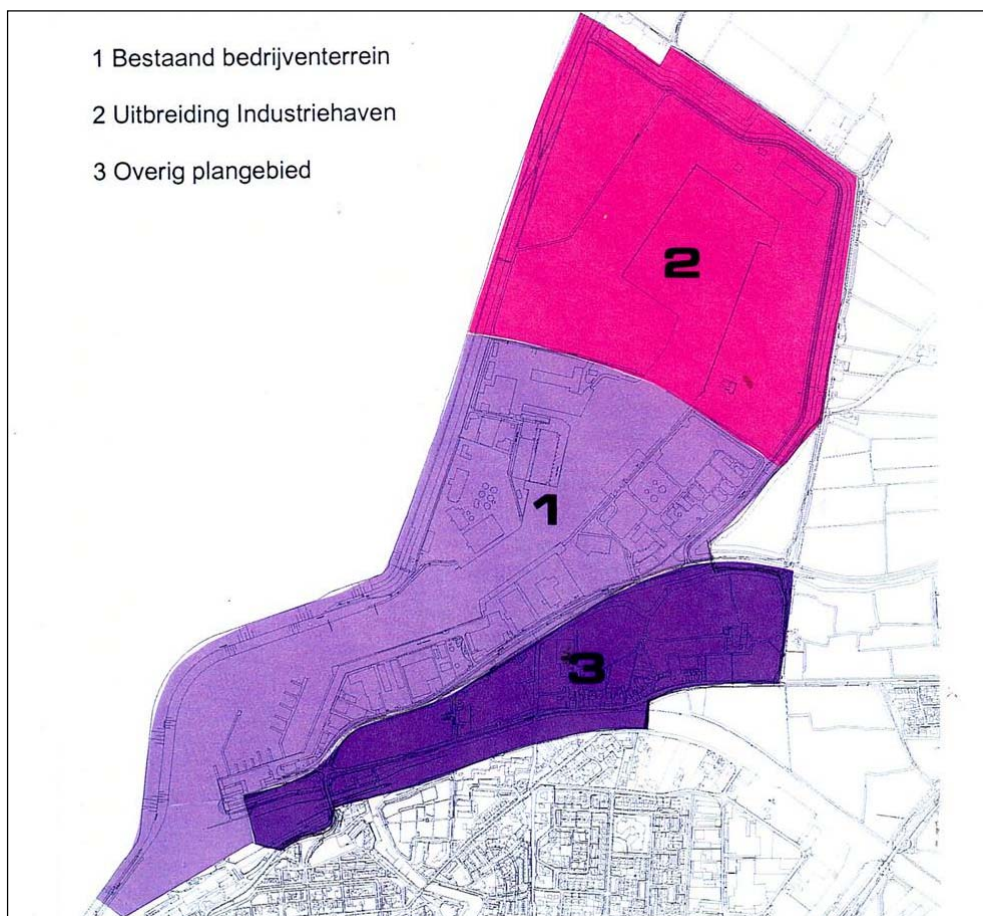 1 Bestaand bedrijventerrein
2 Uitbreiding Industriehaven
3 Overig plangebied
2
1
3